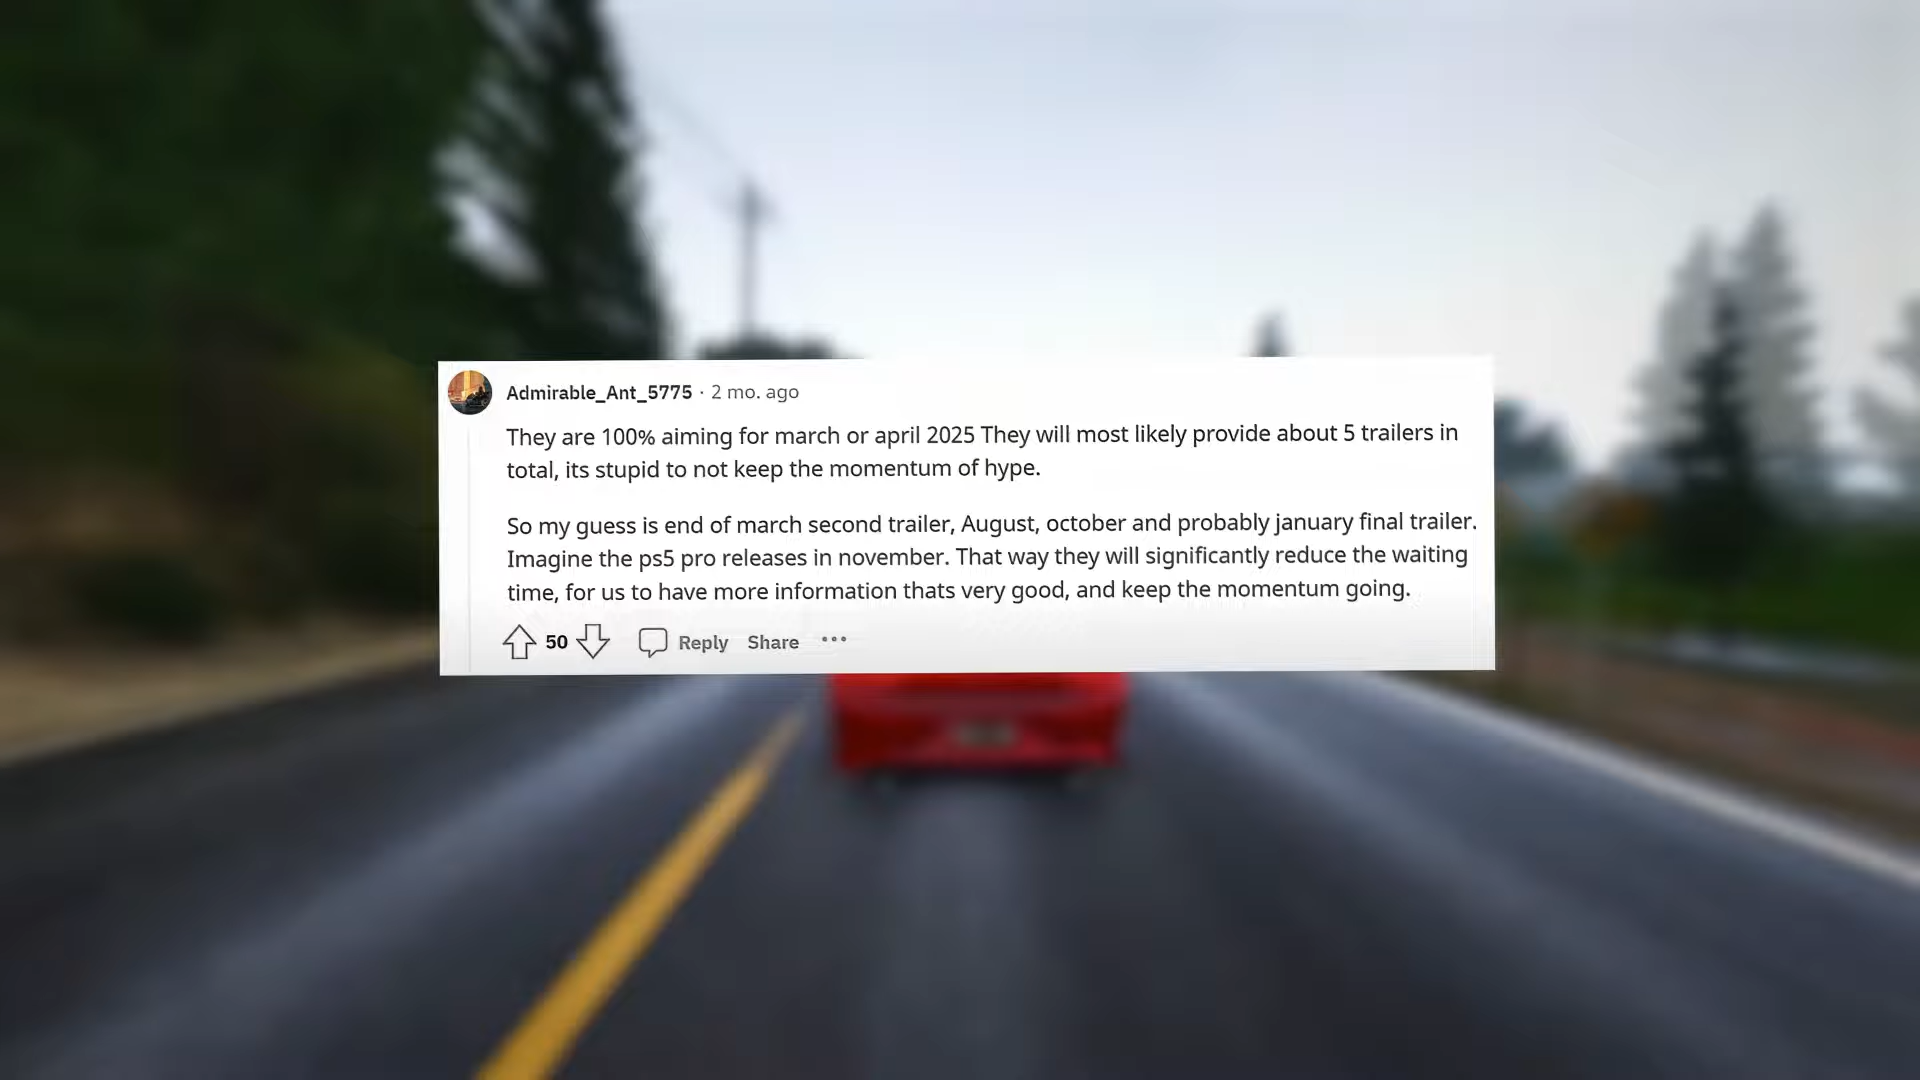 Admirable_Ant_5775 · 2 mo. ago
They are 100% aiming for march or april 2025 They will most likely provide about 5 trailers in
total, its stupid to not keep the momentum of hype.
So my guess is end of march second trailer, August, october and probably january final trailer.
Imagine the ps5 pro releases in november. That way they will significantly reduce the waiting
time, for us to have more information thats very good, and keep the momentum going.
50 Reply Share ...